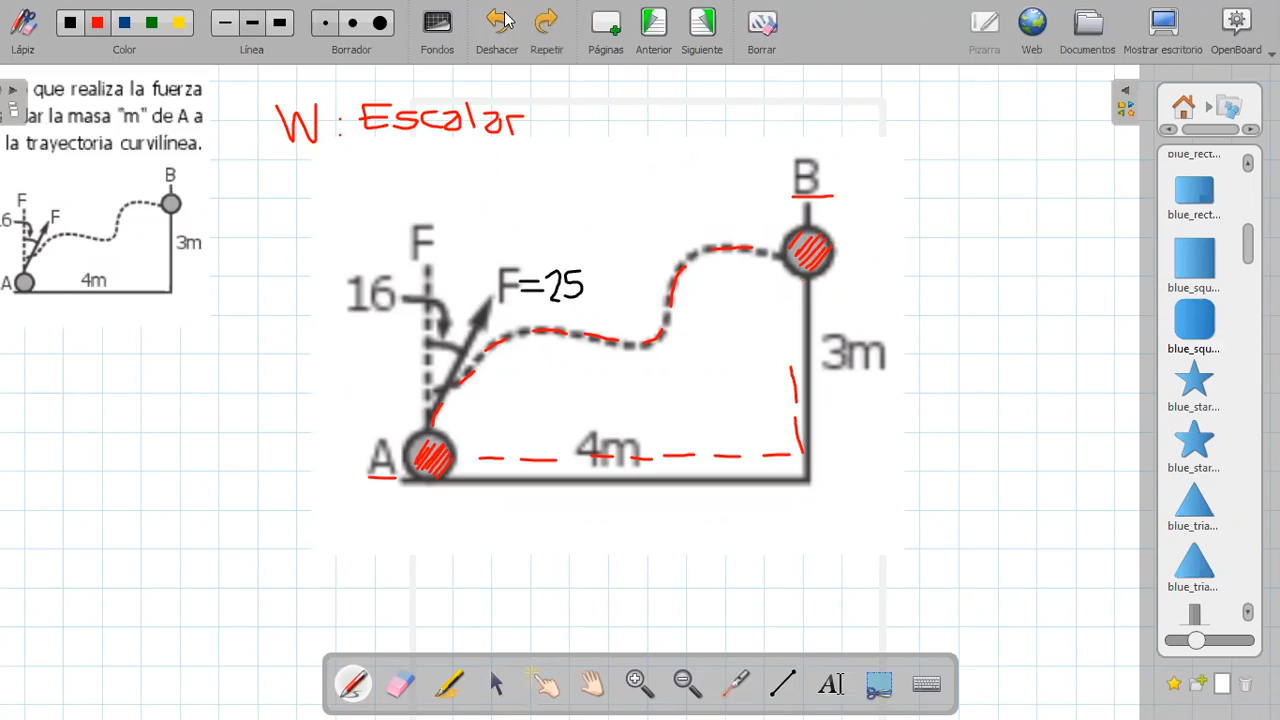 Lápiz
Color
Línea
Borrador
Fondos
Deshacer
Repetir
Páginas
Anterior
Siguiente
Borrar
Pizarra
Web
Documentos
Mostrar escritorio
OpenBoard
que realiza la fuerza
ar la masa "m" de A a
la trayectoria curvilínea.
B
F
16
F
3m
A
4m
W : Escalar
B
F
16
F=25
3m
A
4m
blue_rect...
blue_rect...
blue_squ...
blue_squ...
blue_star...
blue_star...
blue_tria...
blue_tria...
AI